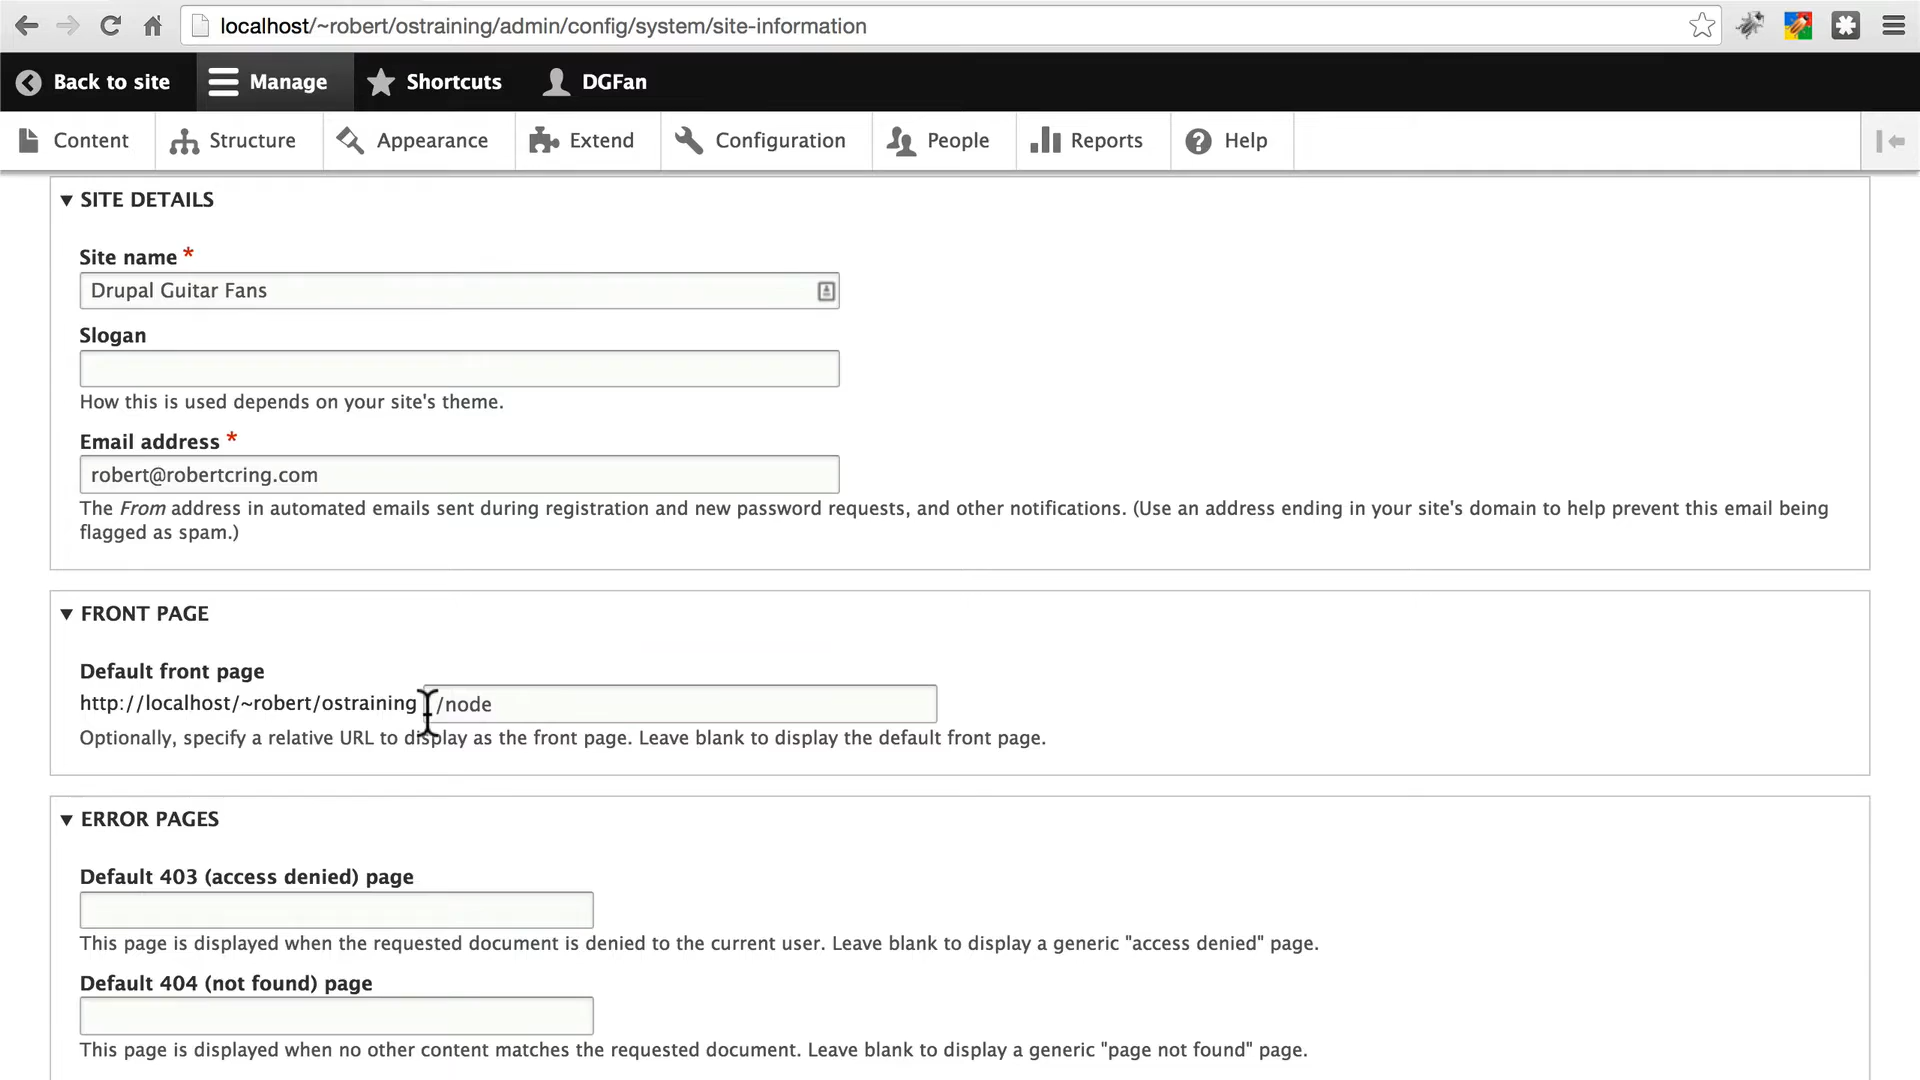 localhost/~robert/ostraining/admin/config/system/site-information
Back to site Manage Shortcuts DGFan
Content Structure Appearance Extend Configuration People Reports Help
SITE DETAILS
Site name *
Drupal Guitar Fans
Slogan
How this is used depends on your site's theme.
Email address *
robert@robertcring.com
The From address in automated emails sent during registration and new password requests, and other notifications. (Use an address ending in your site's domain to help prevent this email being
flagged as spam.)
FRONT PAGE
Default front page
http://localhost/~robert/ostraining /node
Optionally, specify a relative URL to display as the front page. Leave blank to display the default front page.
ERROR PAGES
Default 403 (access denied) page
This page is displayed when the requested document is denied to the current user. Leave blank to display a generic "access denied" page.
Default 404 (not found) page
This page is displayed when no other content matches the requested document. Leave blank to display a generic "page not found" page.